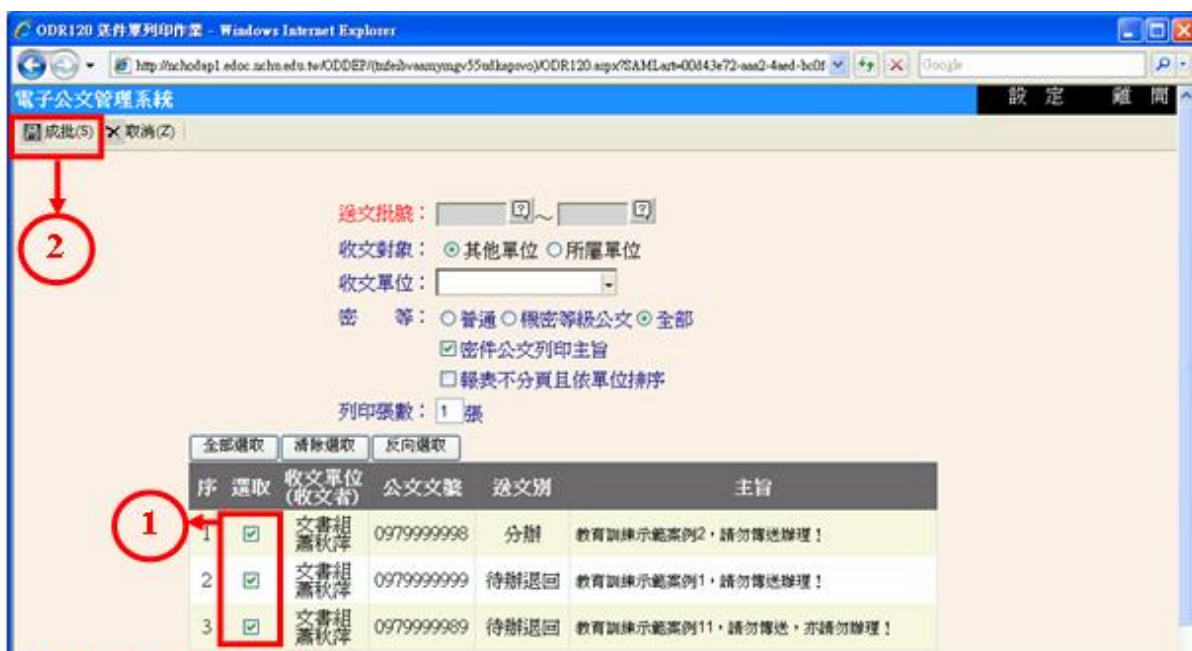 ODR120 送件單列印作業 - Windows Internet Explorer
Google
電子公文管理系統 設定 離開
成批(S) 取消(Z)
送文批號： ～
2
收文對象： 其他單位 所屬單位
收文單位：
密 等： 普通 機密等級公文 全部
密件公文列印主旨
報表不分頁且依單位排序
列印張數： 1 張
全部選取 清除選取 反向選取
序 選取 收文單位 (收文者) 公文文號 送文別 主旨
1
1 文書組 蕭秋萍 0979999998 分辦 教育訓練示範案例2，請勿傳送辦理！
2 文書組 蕭秋萍 0979999999 待辦退回 教育訓練示範案例1，請勿傳送辦理！
3 文書組 蕭秋萍 0979999989 待辦退回 教育訓練示範案例11，請勿傳送，亦請勿辦理！